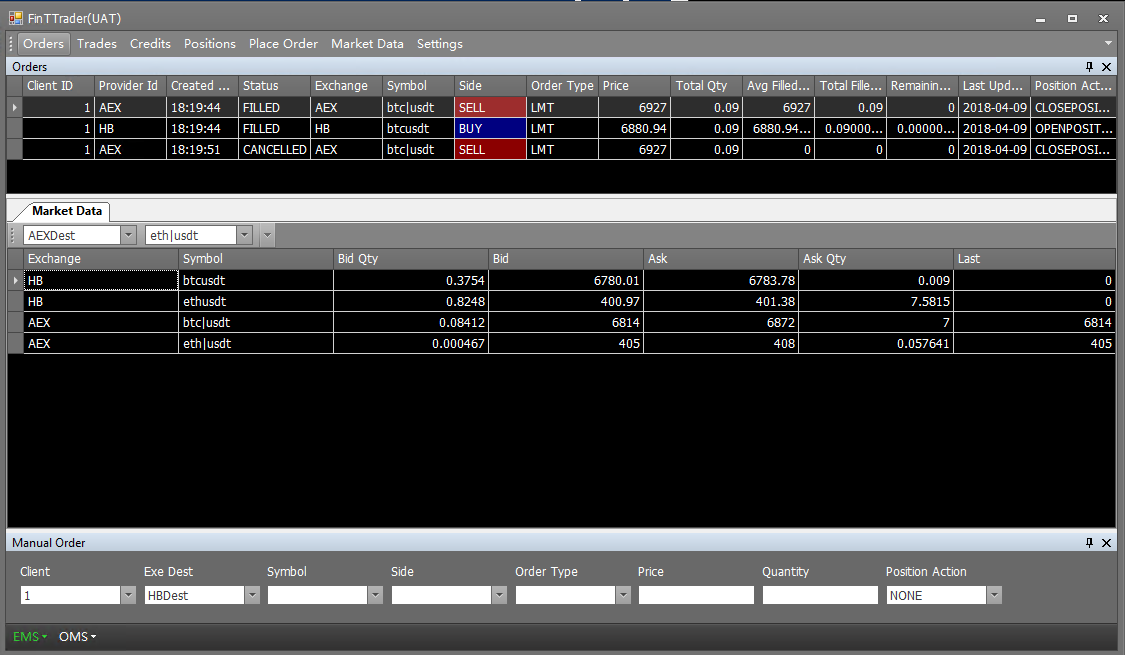 FinTTrader(UAT)
Orders Trades Credits Positions Place Order Market Data Settings
Orders
Client ID Provider Id Created ... Status Exchange Symbol Side Order Type Price Total Qty Avg Filled... Total Fille... Remainin... Last Upd... Position Act...
1 AEX 18:19:44 FILLED AEX btc|usdt SELL LMT 6927 0.09 6927 0.09 0 2018-04-09 CLOSEPOSI...
1 HB 18:19:44 FILLED HB btcusdt BUY LMT 6880.94 0.09 6880.94... 0.09000... 0.00000... 2018-04-09 OPENPOSIT...
1 AEX 18:19:51 CANCELLED AEX btc|usdt SELL LMT 6927 0.09 0 0 0 2018-04-09 CLOSEPOSI...
Market Data
AEXDest eth|usdt
Exchange Symbol Bid Qty Bid Ask Ask Qty Last
HB btcusdt 0.3754 6780.01 6783.78 0.009 0
HB ethusdt 0.8248 400.97 401.38 7.5815 0
AEX btc|usdt 0.08412 6814 6872 7 6814
AEX eth|usdt 0.000467 405 408 0.057641 405
Manual Order
Client Exe Dest Symbol Side Order Type Price Quantity Position Action
1 HBDest NONE
EMS OMS